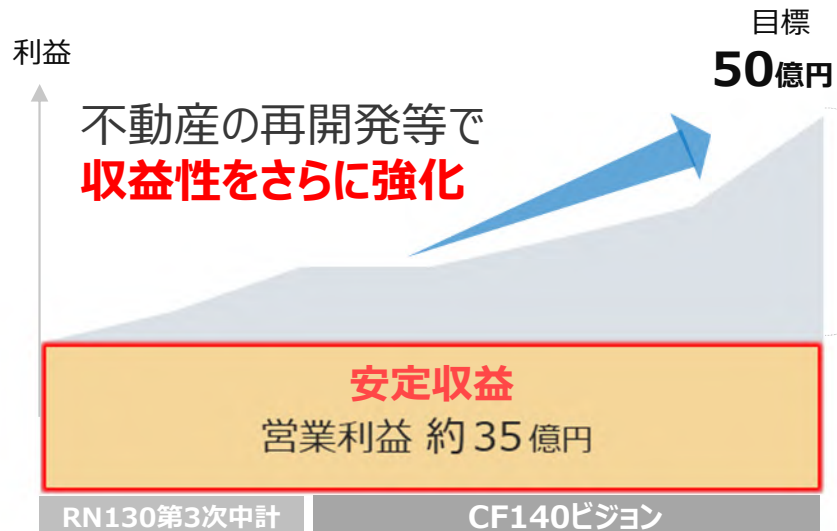 目標
50億円
利益
不動産の再開発等で
収益性をさらに強化
安定収益
営業利益 約35億円
RN130第3次中計
CF140ビジョン